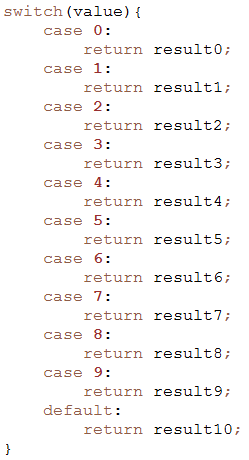 switch(value){
    case 0:
        return result0;
    case 1:
        return result1;
    case 2:
        return result2;
    case 3:
        return result3;
    case 4:
        return result4;
    case 5:
        return result5;
    case 6:
        return result6;
    case 7:
        return result7;
    case 8:
        return result8;
    case 9:
        return result9;
    default:
        return result10;
}